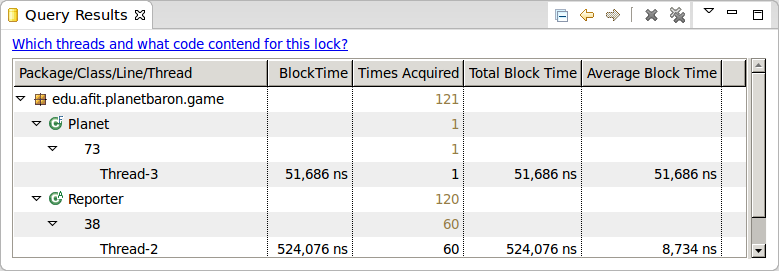 Query Results
Which threads and what code contend for this lock?
Package/Class/Line/Thread BlockTime Times Acquired Total Block Time Average Block Time
edu.afit.planetbaron.game 121
Planet 1
73 1
Thread-3 51,686 ns 1 51,686 ns 51,686 ns
Reporter 120
38 60
Thread-2 524,076 ns 60 524,076 ns 8,734 ns